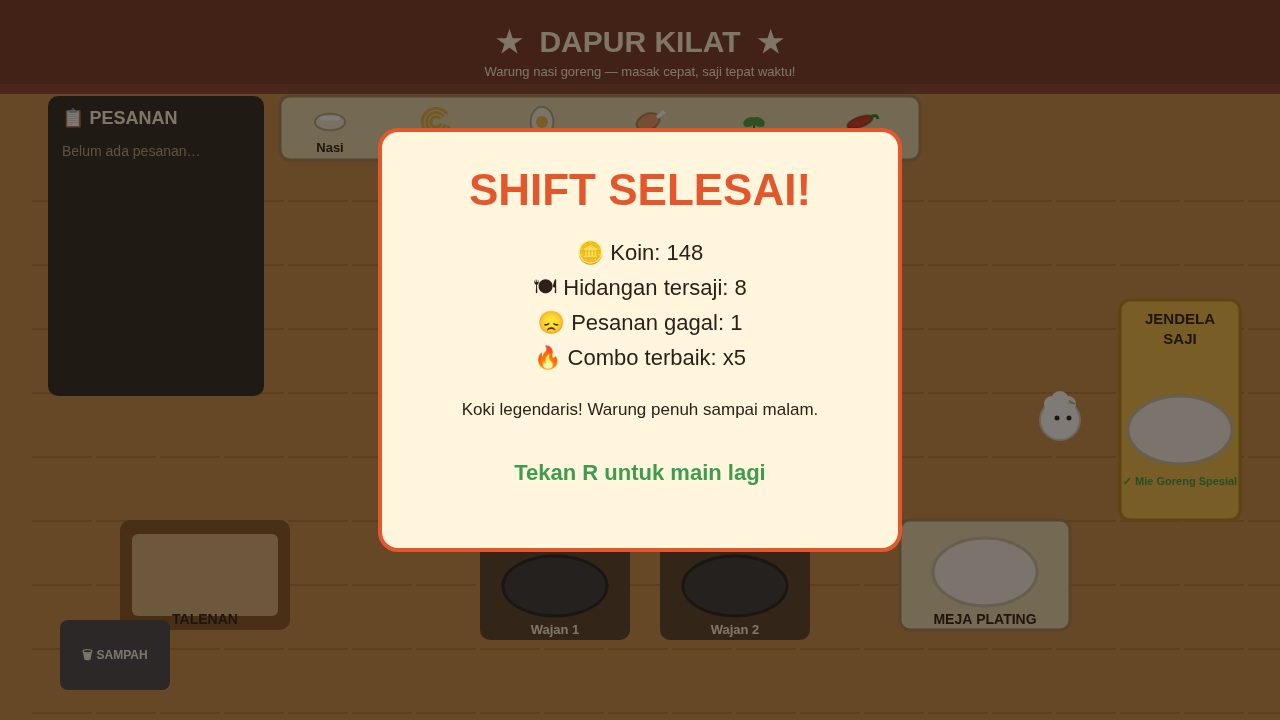 ★ DAPUR KILAT ★
Warung nasi goreng — masak cepat, saji tepat waktu!
📋 PESANAN
Belum ada pesanan…
Nasi
SHIFT SELESAI!
🪙 Koin: 148
🍽 Hidangan tersaji: 8
😞 Pesanan gagal: 1
🔥 Combo terbaik: x5
Koki legendaris! Warung penuh sampai malam.
Tekan R untuk main lagi
JENDELA
SAJI
✓ Mie Goreng Spesial
TALENAN
Wajan 1
Wajan 2
MEJA PLATING
🗑 SAMPAH